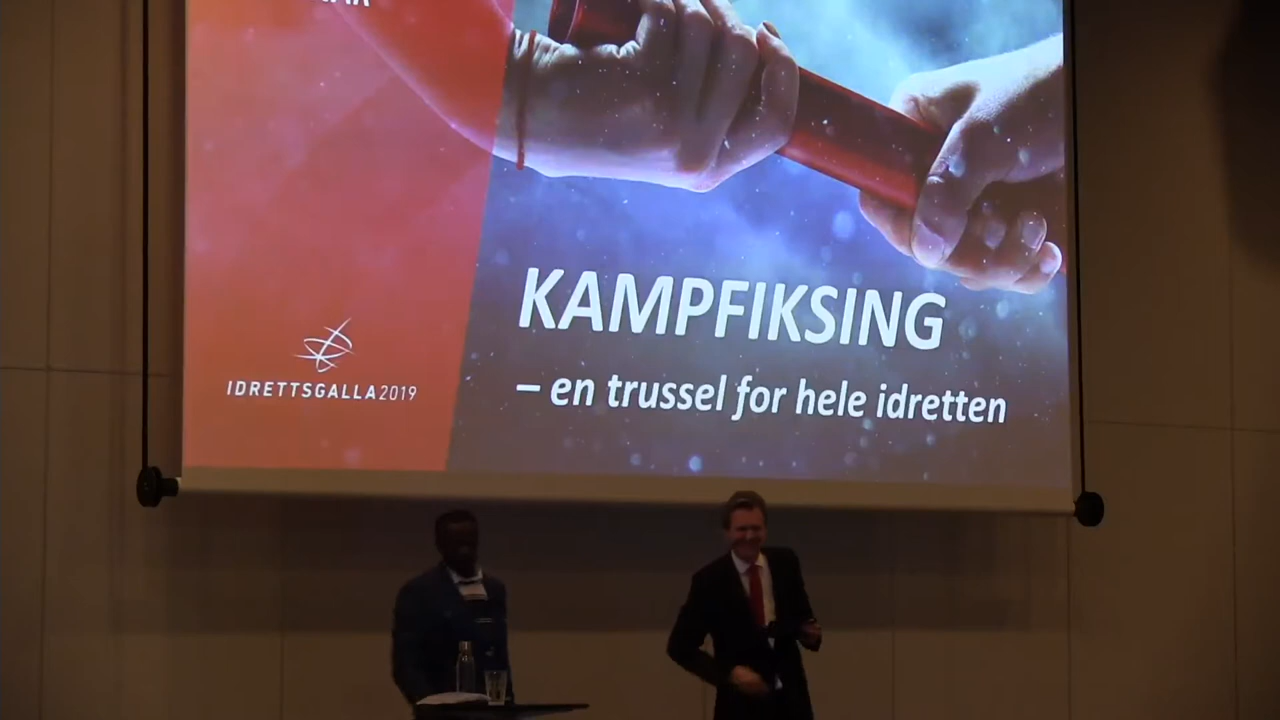 IDRETTSGALLA2019
KAMPFIKSING
– en trussel for hele idretten